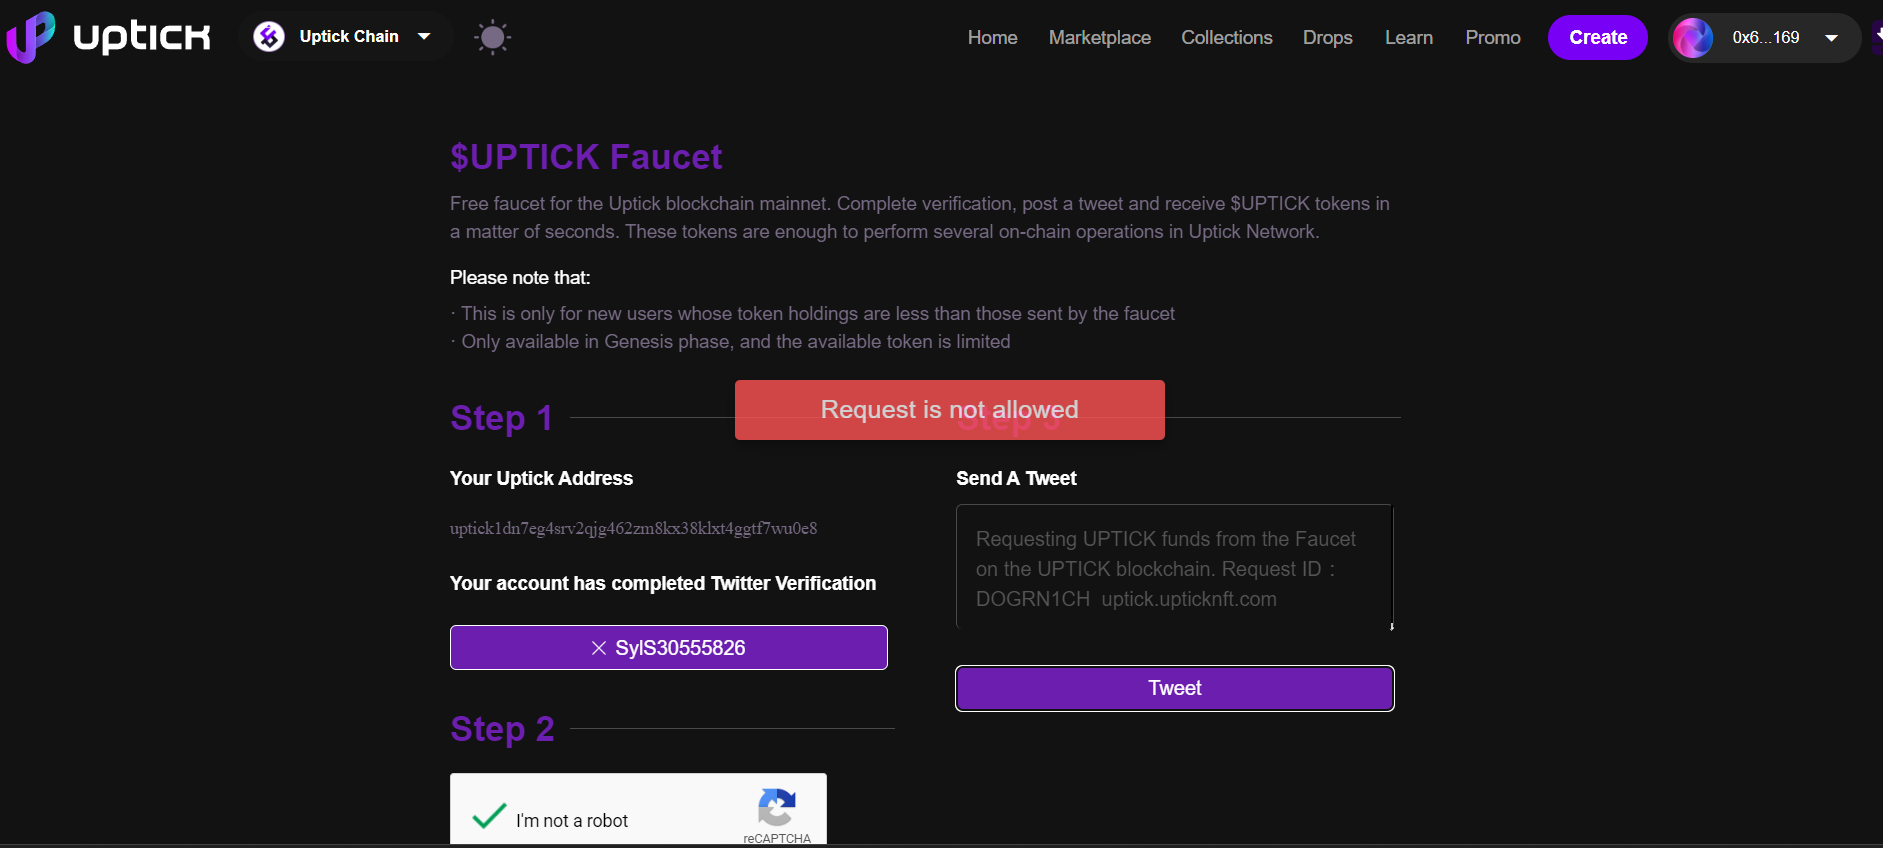 uptick
Uptick Chain
Home Marketplace Collections Drops Learn Promo Create 0x6...169
$UPTICK Faucet
Free faucet for the Uptick blockchain mainnet. Complete verification, post a tweet and receive $UPTICK tokens in
a matter of seconds. These tokens are enough to perform several on-chain operations in Uptick Network.
Please note that:
· This is only for new users whose token holdings are less than those sent by the faucet
· Only available in Genesis phase, and the available token is limited
Request is not allowed
Step 1
Your Uptick Address
uptick1dn7eg4srv2qjg462zm8kx38klxt4ggtf7wu0e8
Your account has completed Twitter Verification
SylS30555826
Step 2
I'm not a robot
reCAPTCHA
Step 3
Send A Tweet
Requesting UPTICK funds from the Faucet
on the UPTICK blockchain. Request ID：
DOGRN1CH uptick.upticknft.com
Tweet